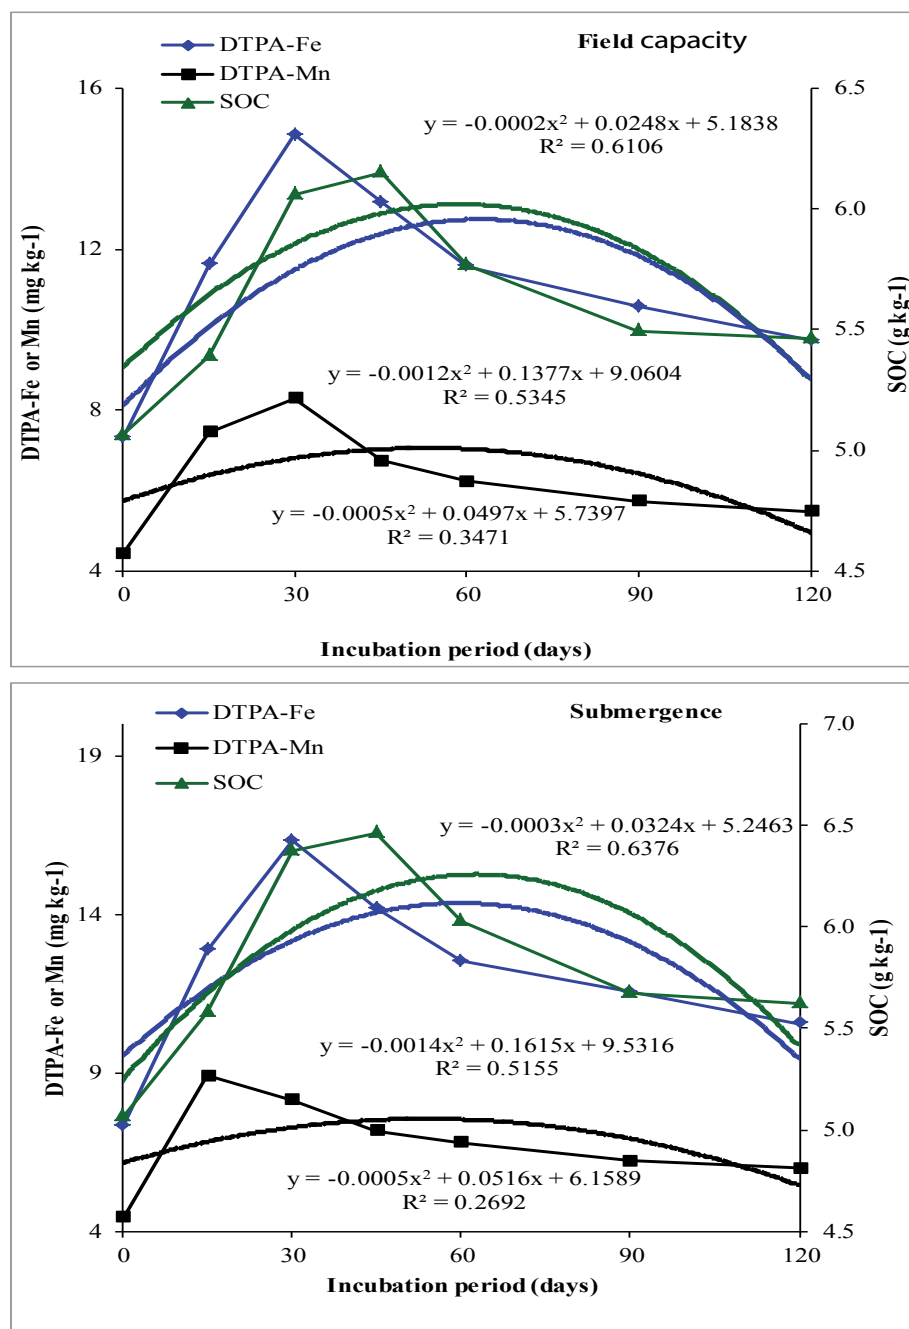 DTPA-Fe
DTPA-Mn
SOC
Field capacity
16
12
8
4
6.5
6.0
5.5
5.0
4.5
y = -0.0002x² + 0.0248x + 5.1838
R² = 0.6106
y = -0.0012x² + 0.1377x + 9.0604
R² = 0.5345
y = -0.0005x² + 0.0497x + 5.7397
R² = 0.3471
DTPA-Fe or Mn (mg kg-1)
SOC (g kg-1)
0 30 60 90 120
Incubation period (days)
DTPA-Fe
DTPA-Mn
SOC
Submergence
19
14
9
4
7.0
6.5
6.0
5.5
5.0
4.5
y = -0.0003x² + 0.0324x + 5.2463
R² = 0.6376
y = -0.0014x² + 0.1615x + 9.5316
R² = 0.5155
y = -0.0005x² + 0.0516x + 6.1589
R² = 0.2692
DTPA-Fe or Mn (mg kg-1)
SOC (g kg-1)
0 30 60 90 120
Incubation period (days)